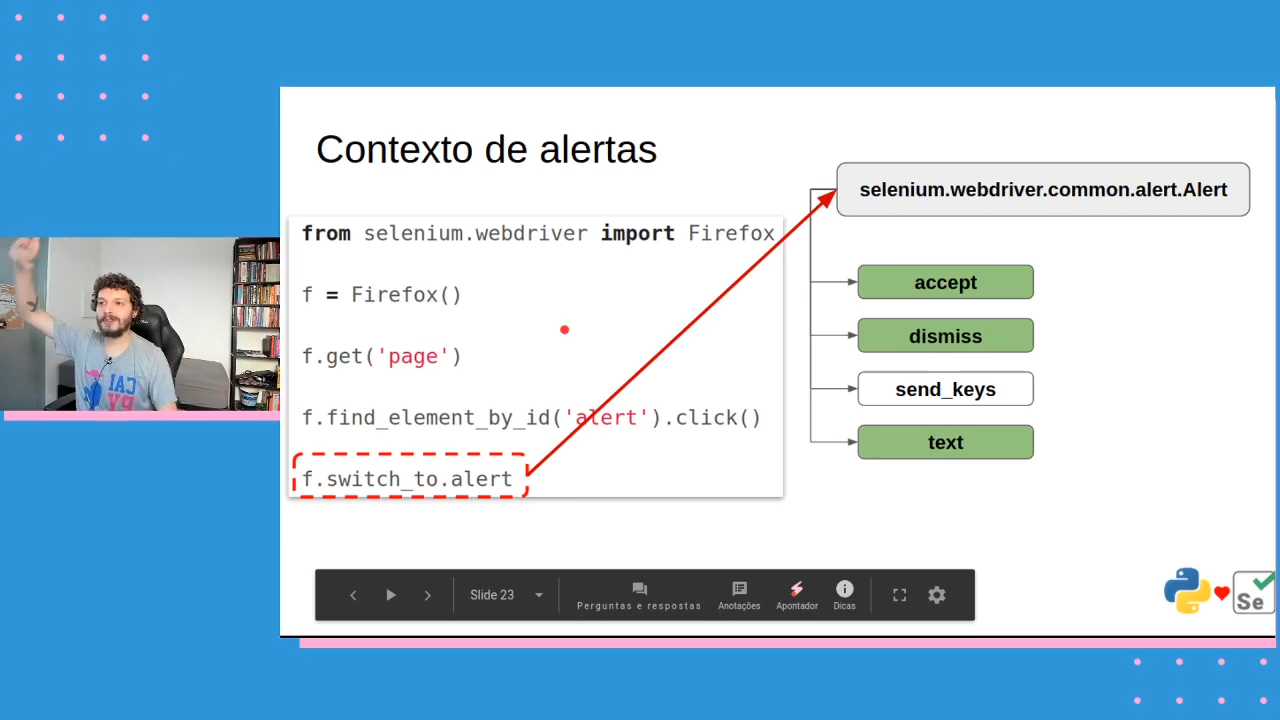 Contexto de alertas
selenium.webdriver.common.alert.Alert
from selenium.webdriver import Firefox
f = Firefox()
f.get('page')
f.find_element_by_id('alert').click()
f.switch_to.alert
accept
dismiss
send_keys
text
Slide 23
Perguntas e respostas
Anotações
Apontador
Dicas
Se